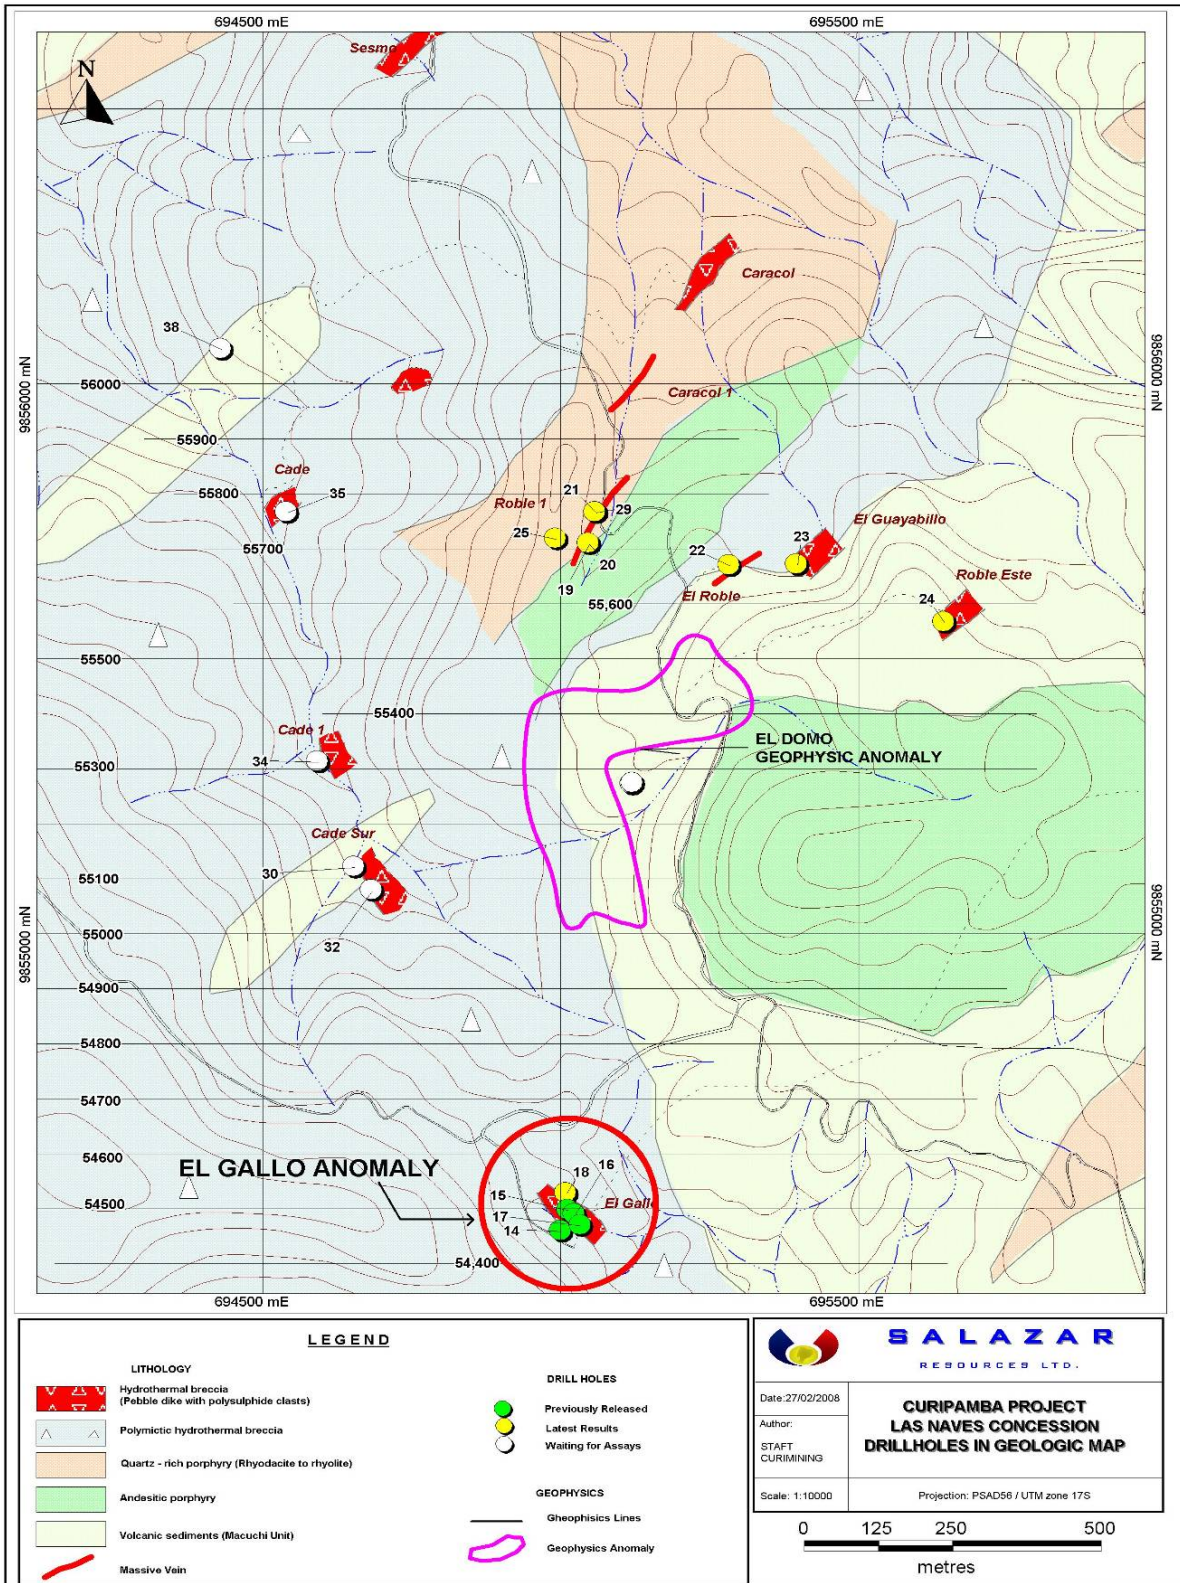 694500 mE
695500 mE
N
Sesmo
Caracol
38
9856000 mN
9856000 mN
56000
Caracol 1
55900
Cade
55800
35
21
Roble 1
29
El Guayabillo
25
55700
22
23
20
Roble Este
19
El Roble
24
55,600
55500
55400
Cade 1
EL DOMO
GEOPHYSIC ANOMALY
34
55300
Cade Sur
30
55100
32
9855000 mN
9855000 mN
55000
54900
54800
54700
54600
EL GALLO ANOMALY
18
16
15
El Gallo
54500
17
14
54,400
694500 mE
695500 mE
LEGEND
LITHOLOGY
Hydrothermal breccia
(Pebble dike with polysulphide clasts)
Polymictic hydrothermal breccia
Quartz - rich porphyry (Rhyodacite to rhyolite)
Andesitic porphyry
Volcanic sediments (Macuchi Unit)
Massive Vein
DRILL HOLES
Previously Released
Latest Results
Waiting for Assays
GEOPHYSICS
Gheophisics Lines
Geophysics Anomaly
SALAZAR
RESOURCES LTD.
Date:27/02/2008
Author:
STAFT
CURIMINING
CURIPAMBA PROJECT
LAS NAVES CONCESSION
DRILLHOLES IN GEOLOGIC MAP
Scale: 1:10000
Projection: PSAD56 / UTM zone 17S
0 125 250 500
metres